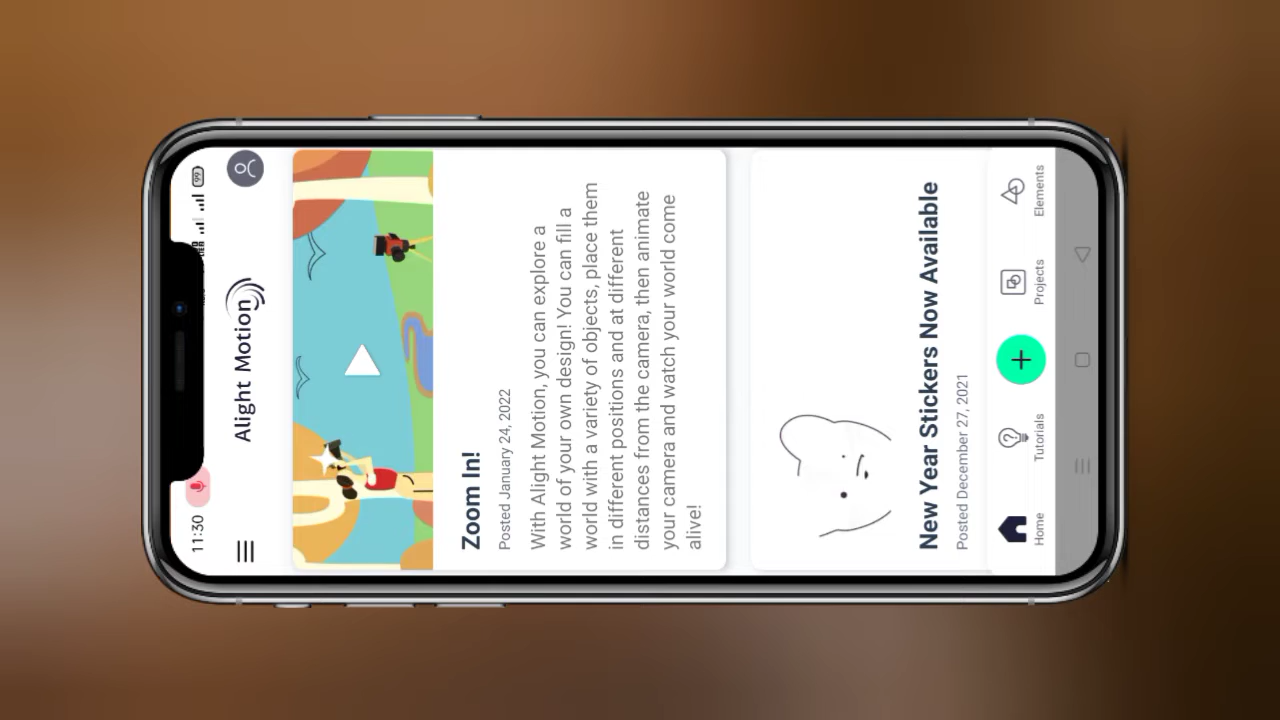 11:30
99
Alight Motion
Zoom In!
Posted January 24, 2022
With Alight Motion, you can explore a
world of your own design! You can fill a
world with a variety of objects, place them
in different positions and at different
distances from the camera, then animate
your camera and watch your world come
alive!
New Year Stickers Now Available
Posted December 27, 2021
Home
Tutorials
Projects
Elements